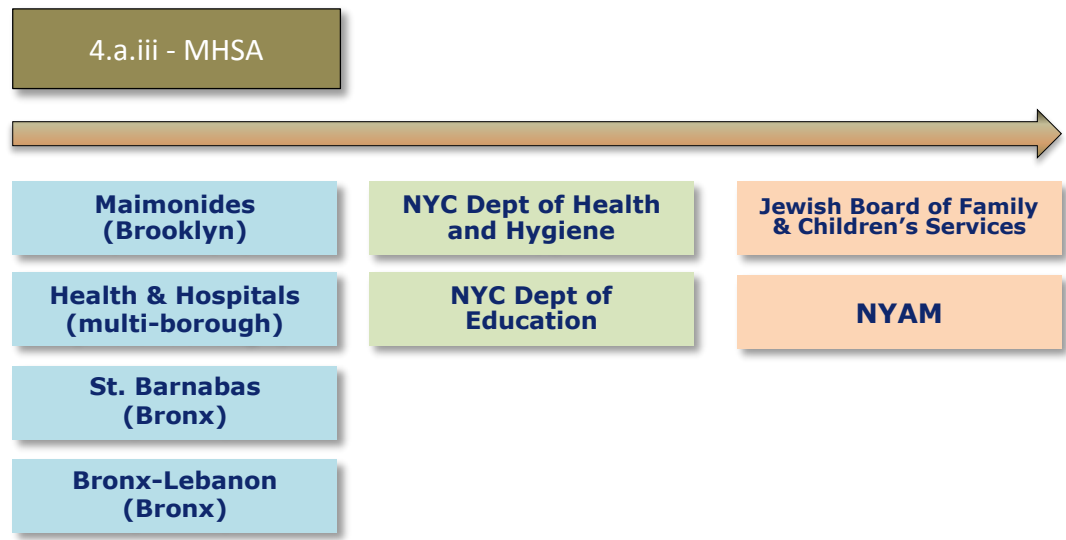 4.a.iii - MHSA
Maimonides
(Brooklyn)
NYC Dept of Health
and Hygiene
Jewish Board of Family
& Children’s Services
Health & Hospitals
(multi-borough)
NYC Dept of
Education
NYAM
St. Barnabas
(Bronx)
Bronx-Lebanon
(Bronx)